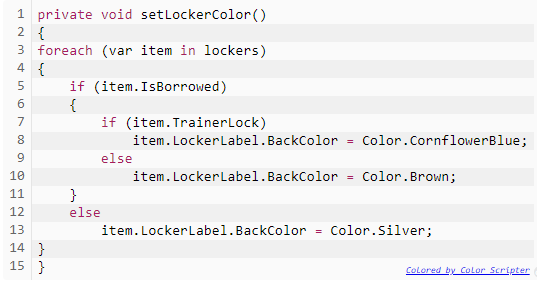 1 private void setLockerColor()
2 {
3 foreach (var item in lockers)
4 {
5     if (item.IsBorrowed)
6     {
7         if (item.TrainerLock)
8             item.LockerLabel.BackColor = Color.CornflowerBlue;
9         else
10             item.LockerLabel.BackColor = Color.Brown;
11     }
12     else
13         item.LockerLabel.BackColor = Color.Silver;
14 }
15 }
Colored by Color Scripter